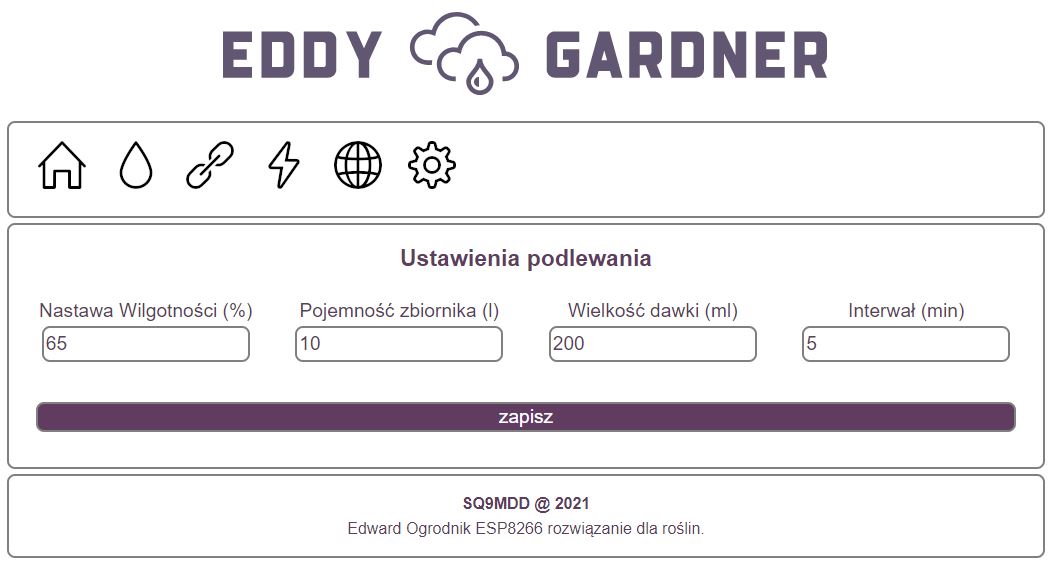 EDDY GARDNER
Ustawienia podlewania
Nastawa Wilgotności (%) Pojemność zbiornika (l) Wielkość dawki (ml) Interwał (min)
65 10 200 5
zapisz
SQ9MDD @ 2021
Edward Ogrodnik ESP8266 rozwiązanie dla roślin.